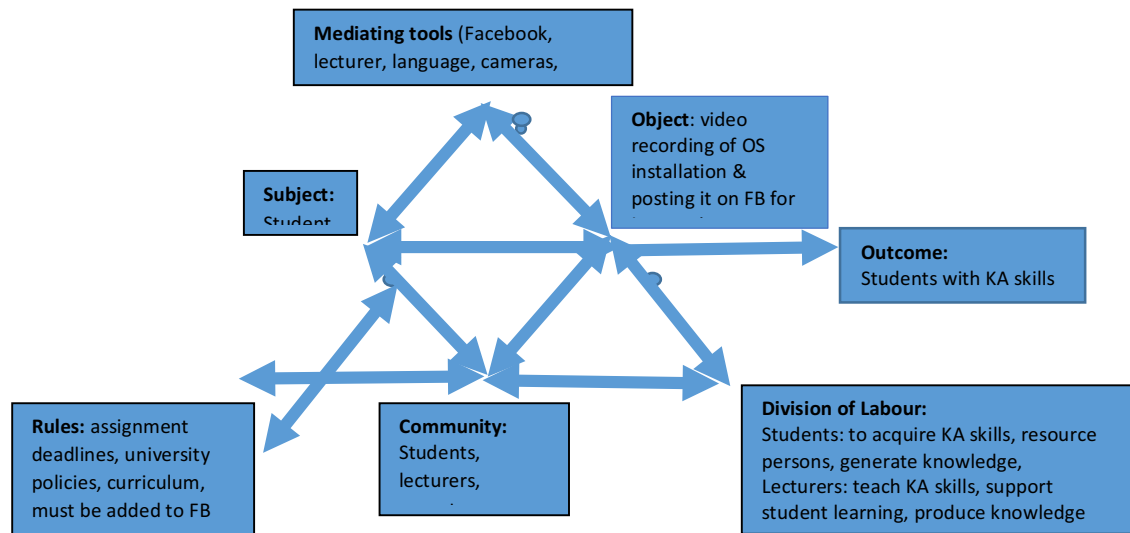 Mediating tools (Facebook,
lecturer, language, cameras,
Object: video
recording of OS
installation &
posting it on FB for
Subject:
Student
Outcome:
Students with KA skills
Rules: assignment
deadlines, university
policies, curriculum,
must be added to FB
Community:
Students,
lecturers,
Division of Labour:
Students: to acquire KA skills, resource
persons, generate knowledge,
Lecturers: teach KA skills, support
student learning, produce knowledge